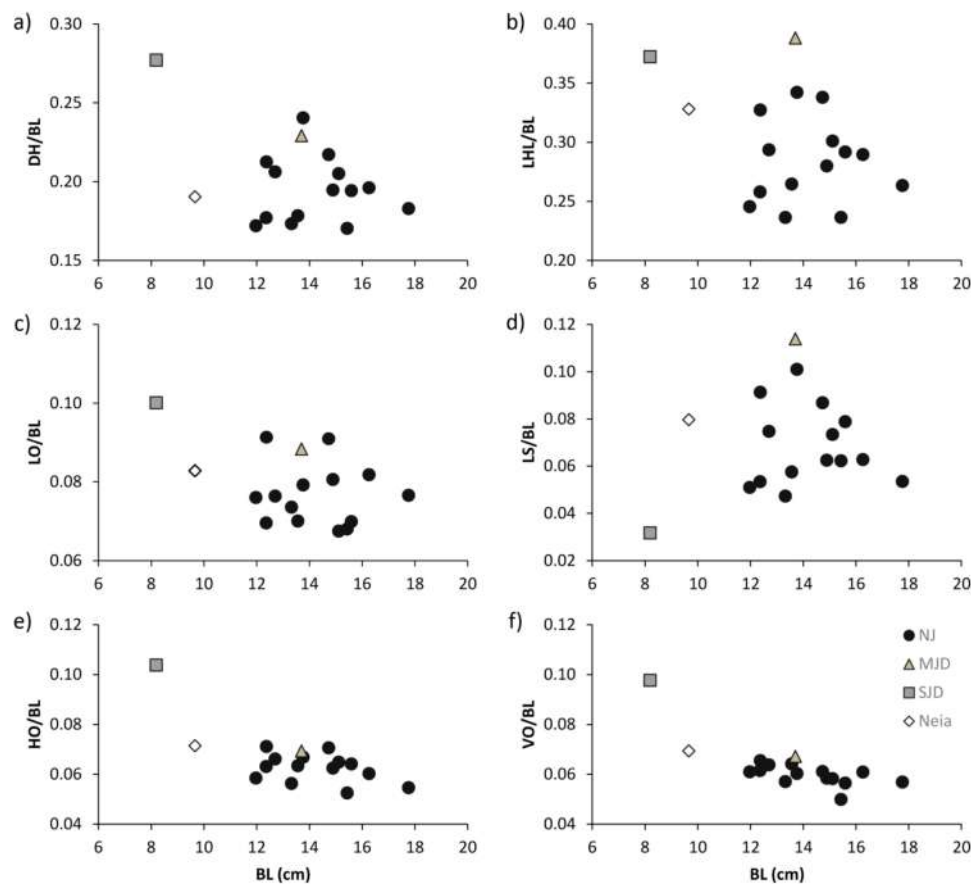 a)
0.30
0.25
0.20
0.15
DH/BL
6 8 10 12 14 16 18 20
b)
0.40
0.35
0.30
0.25
0.20
LHL/BL
6 8 10 12 14 16 18 20
c)
0.12
0.10
0.08
0.06
LO/BL
6 8 10 12 14 16 18 20
d)
0.12
0.10
0.08
0.06
0.04
0.02
LS/BL
6 8 10 12 14 16 18 20
e)
0.12
0.10
0.08
0.06
0.04
HO/BL
6 8 10 12 14 16 18 20
BL (cm)
f)
0.12
0.10
0.08
0.06
0.04
VO/BL
NJ
MJD
SJD
Neia
6 8 10 12 14 16 18 20
BL (cm)